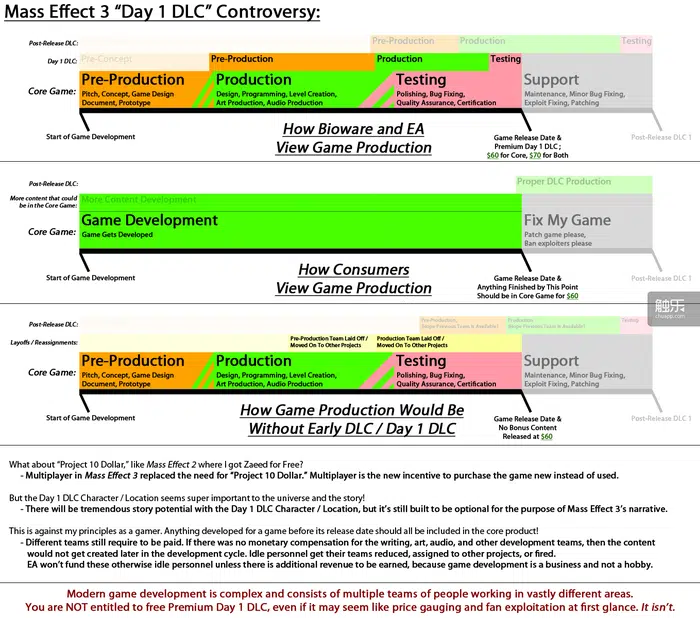 Mass Effect 3 “Day 1 DLC” Controversy:
Post-Release DLC:
Pre-Production
Production
Testing
Day 1 DLC:
Pre-Concept
Pre-Production
Production
Testing
Core Game:
Pre-Production
Pitch, Concept, Game Design
Document, Prototype
Production
Design, Programming, Level Creation,
Art Production, Audio Production
Testing
Polishing, Bug Fixing,
Quality Assurance, Certification
Support
Maintenance, Minor Bug Fixing,
Exploit Fixing, Patching
Start of Game Development
How Bioware and EA
View Game Production
Game Release Date &
Premium Day 1 DLC ;
$60 for Core, $70 for Both
Post-Release DLC 1
Post-Release DLC:
Proper DLC Production
More content that could
be in the Core Game:
More Content Development
Core Game:
Game Development
Game Gets Developed
Fix My Game
Patch game please,
Ban exploiters please
Start of Game Development
How Consumers
View Game Production
Game Release Date &
Anything Finished by This Point
Should be in Core Game for $60
Post-Release DLC 1
触乐
chuapp.com
Post-Release DLC:
Pre-Production,
(Hope Previous Team Is Available!)
Production
(Hope Previous Team Is Available!)
Testing
Layoffs / Reassignments:
Pre-Production Team Laid Off /
Moved On To Other Projects
Production Team Laid Off /
Moved On To Other Projects
Core Game:
Pre-Production
Pitch, Concept, Game Design
Document, Prototype
Production
Design, Programming, Level Creation,
Art Production, Audio Production
Testing
Polishing, Bug Fixing,
Quality Assurance, Certification
Support
Maintenance, Minor Bug Fixing,
Exploit Fixing, Patching
Start of Game Development
How Game Production Would Be
Without Early DLC / Day 1 DLC
Game Release Date &
No Bonus Content
Released at $60
Post-Release DLC 1
What about “Project 10 Dollar,” like Mass Effect 2 where I got Zaeed for Free?
- Multiplayer in Mass Effect 3 replaced the need for “Project 10 Dollar.” Multiplayer is the new incentive to purchase the game new instead of used.
But the Day 1 DLC Character / Location seems super important to the universe and the story!
- There will be tremendous story potential with the Day 1 DLC Character / Location, but it’s still built to be optional for the purpose of Mass Effect 3’s narrative.
This is against my principles as a gamer. Anything developed for a game before its release date should all be included in the core product!
- Different teams still require to be paid. If there was no monetary compensation for the writing, art, audio, and other development teams, then the content
would not get created later in the development cycle. Idle personnel get their teams reduced, assigned to other projects, or fired.
EA won’t fund these otherwise idle personnel unless there is additional revenue to be earned, because game development is a business and not a hobby.
Modern game development is complex and consists of multiple teams of people working in vastly different areas.
You are NOT entitled to free Premium Day 1 DLC, even if it may seem like price gauging and fan exploitation at first glance. It isn’t.